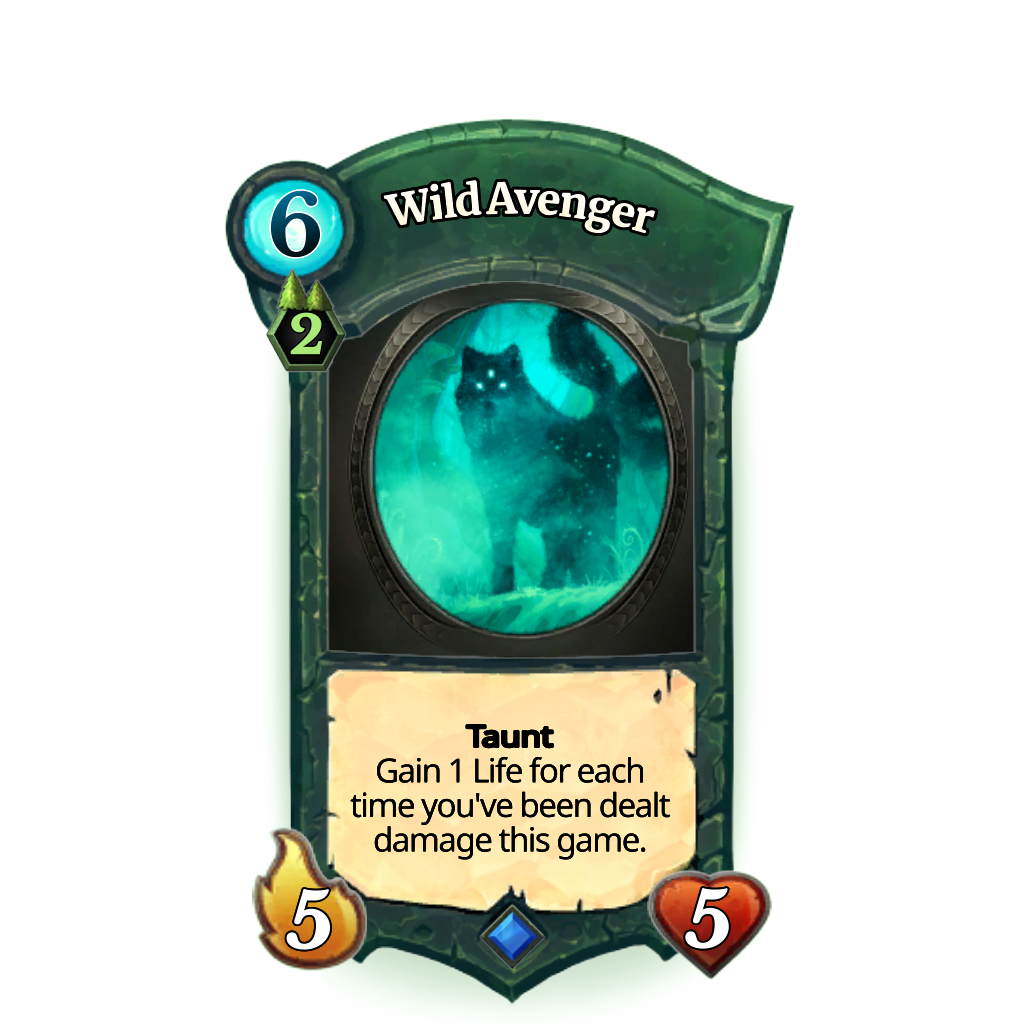 6
Wild Avenger
2
Taunt
Gain 1 Life for each
time you've been dealt
damage this game.
5
5